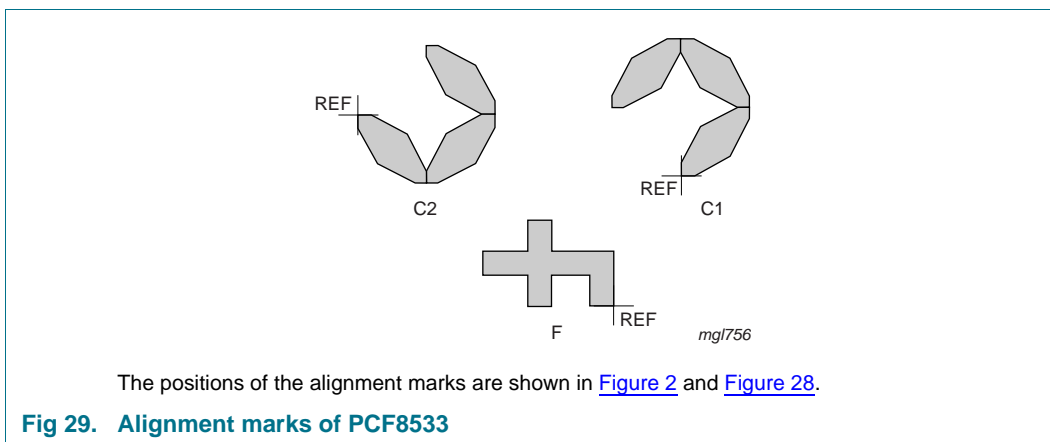 REF
C2
REF
C1
REF
F
mgl756
The positions of the alignment marks are shown in Figure 2 and Figure 28.
Fig 29. Alignment marks of PCF8533